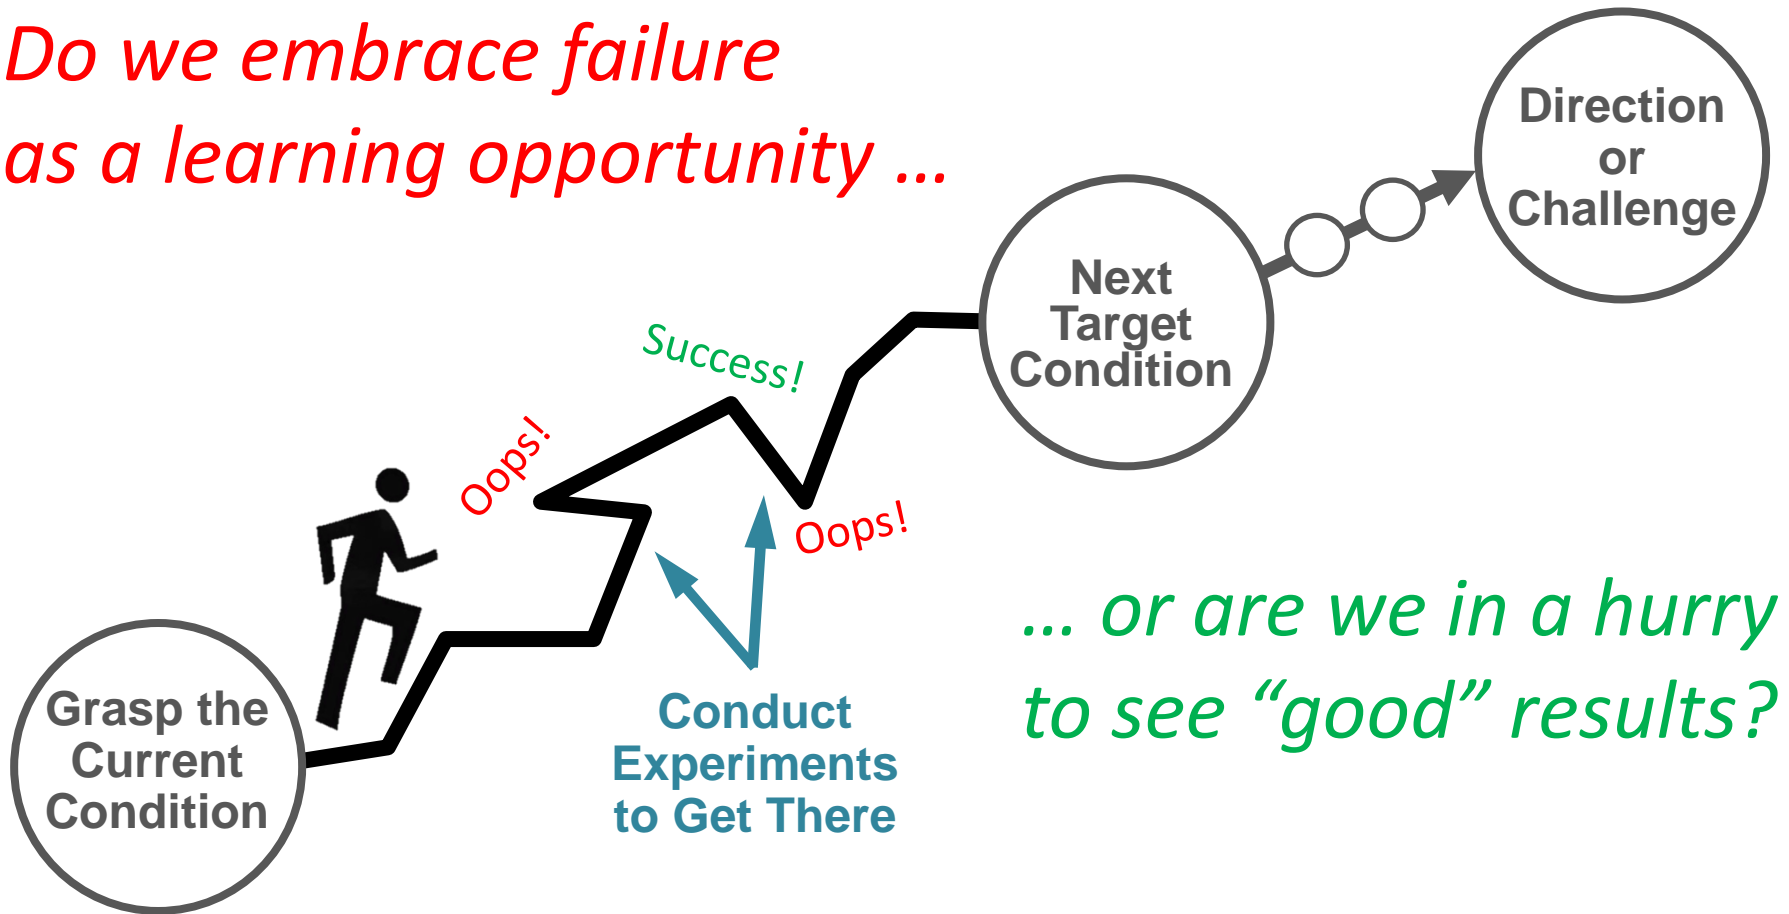 Do we embrace failure
as a learning opportunity …
Direction
or
Challenge
Next
Target
Condition
Success!
Oops!
Oops!
Grasp the
Current
Condition
Conduct
Experiments
to Get There
… or are we in a hurry
to see “good” results?